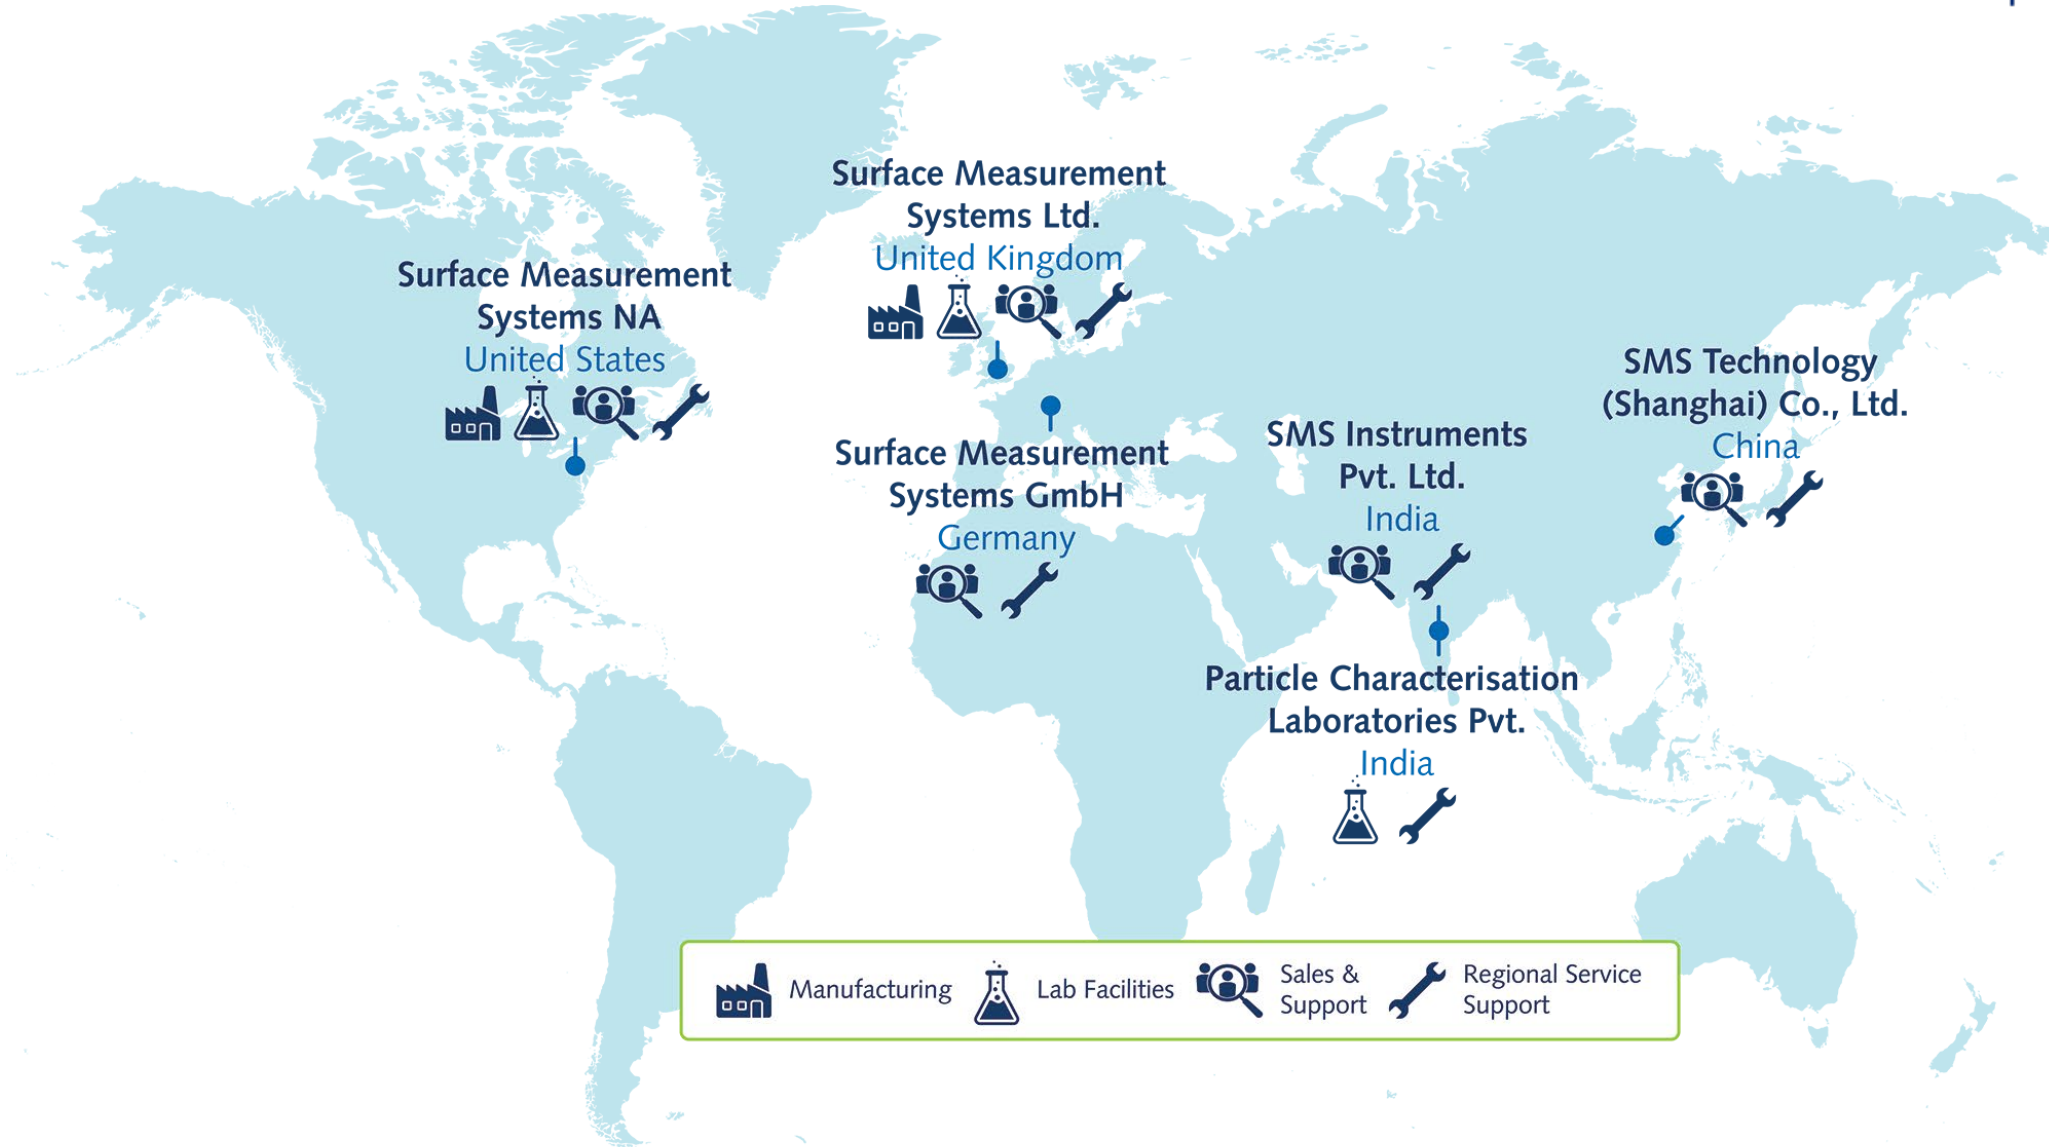 Surface Measurement
Systems Ltd.
United Kingdom
Surface Measurement
Systems NA
United States
SMS Technology
(Shanghai) Co., Ltd.
China
Surface Measurement
Systems GmbH
Germany
SMS Instruments
Pvt. Ltd.
India
Particle Characterisation
Laboratories Pvt.
India
Manufacturing
Lab Facilities
Sales &
Support
Regional Service
Support